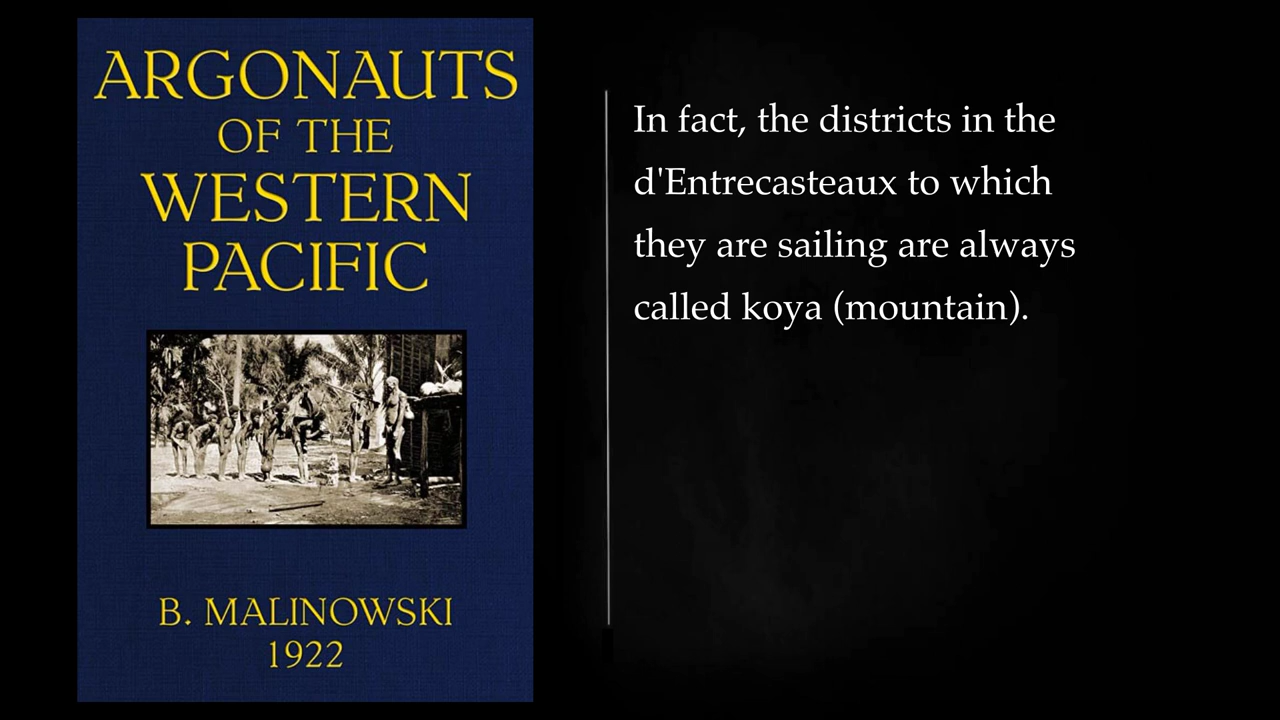 ARGONAUTS
OF THE
WESTERN
PACIFIC
B. MALINOWSKI
1922
In fact, the districts in the
d'Entrecasteaux to which
they are sailing are always
called koya (mountain).